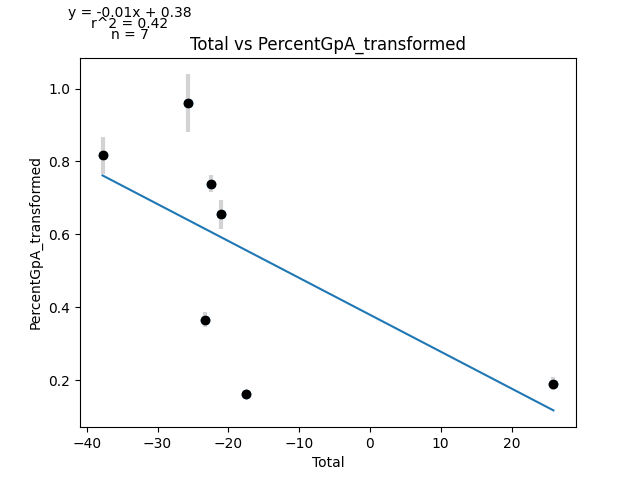 y = -0.01x + 0.38
r^2 = 0.42
n = 7
Total vs PercentGpA_transformed
PercentGpA_transformed
1.0
0.8
0.6
0.4
0.2
−40
−30
−20
−10
0
10
20
Total